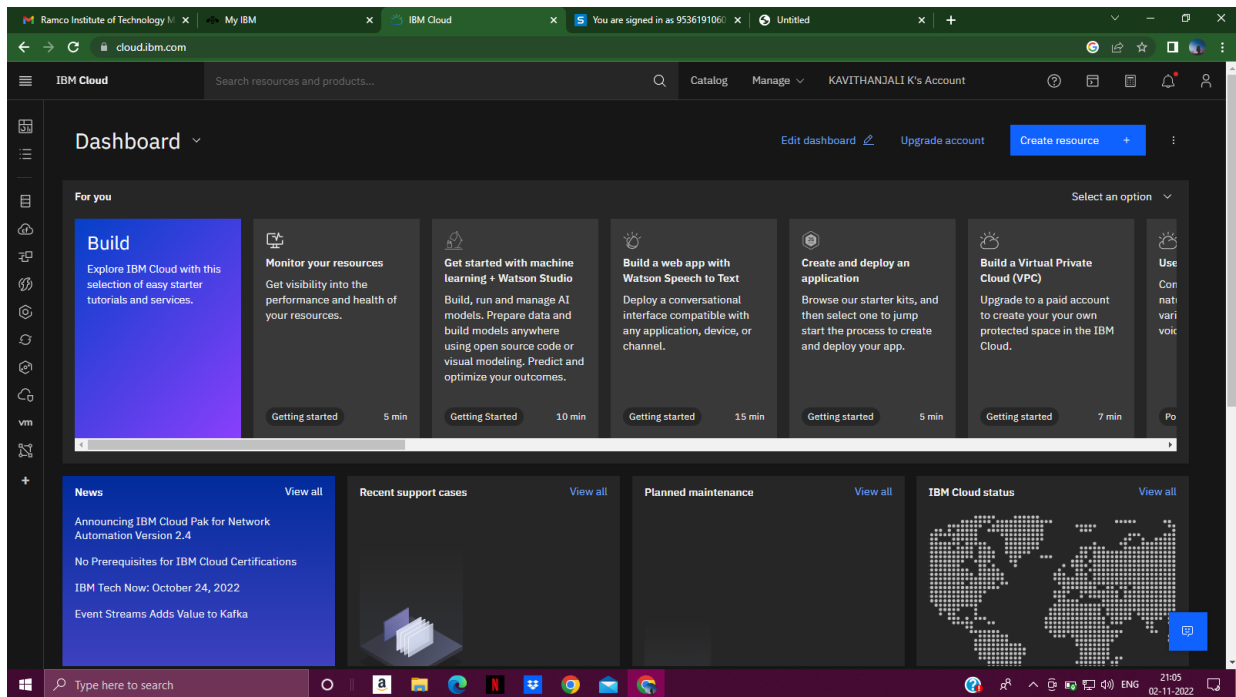 Ramco Institute of Technology M
My IBM
IBM Cloud
You are signed in as 9536191060
Untitled
cloud.ibm.com
IBM Cloud
Search resources and products...
Catalog
Manage
KAVITHANJALI K's Account
Dashboard
Edit dashboard
Upgrade account
Create resource +
For you
Select an option
Build
Explore IBM Cloud with this
selection of easy starter
tutorials and services.
Monitor your resources
Get visibility into the
performance and health of
your resources.
Getting started
5 min
Get started with machine
learning + Watson Studio
Build, run and manage AI
models. Prepare data and
build models anywhere
using open source code or
visual modeling. Predict and
optimize your outcomes.
Getting Started
10 min
Build a web app with
Watson Speech to Text
Deploy a conversational
interface compatible with
any application, device, or
channel.
Getting started
15 min
Create and deploy an
application
Browse our starter kits, and
then select one to jump
start the process to create
and deploy your app.
Getting started
5 min
Build a Virtual Private
Cloud (VPC)
Upgrade to a paid account
to create your your own
protected space in the IBM
Cloud.
Getting started
7 min
Use
Con
nat
vari
void
Po
vm
News
View all
Announcing IBM Cloud Pak for Network
Automation Version 2.4
No Prerequisites for IBM Cloud Certifications
IBM Tech Now: October 24, 2022
Event Streams Adds Value to Kafka
Recent support cases
View all
Planned maintenance
View all
IBM Cloud status
View all
Type here to search
ENG
21:05
02-11-2022